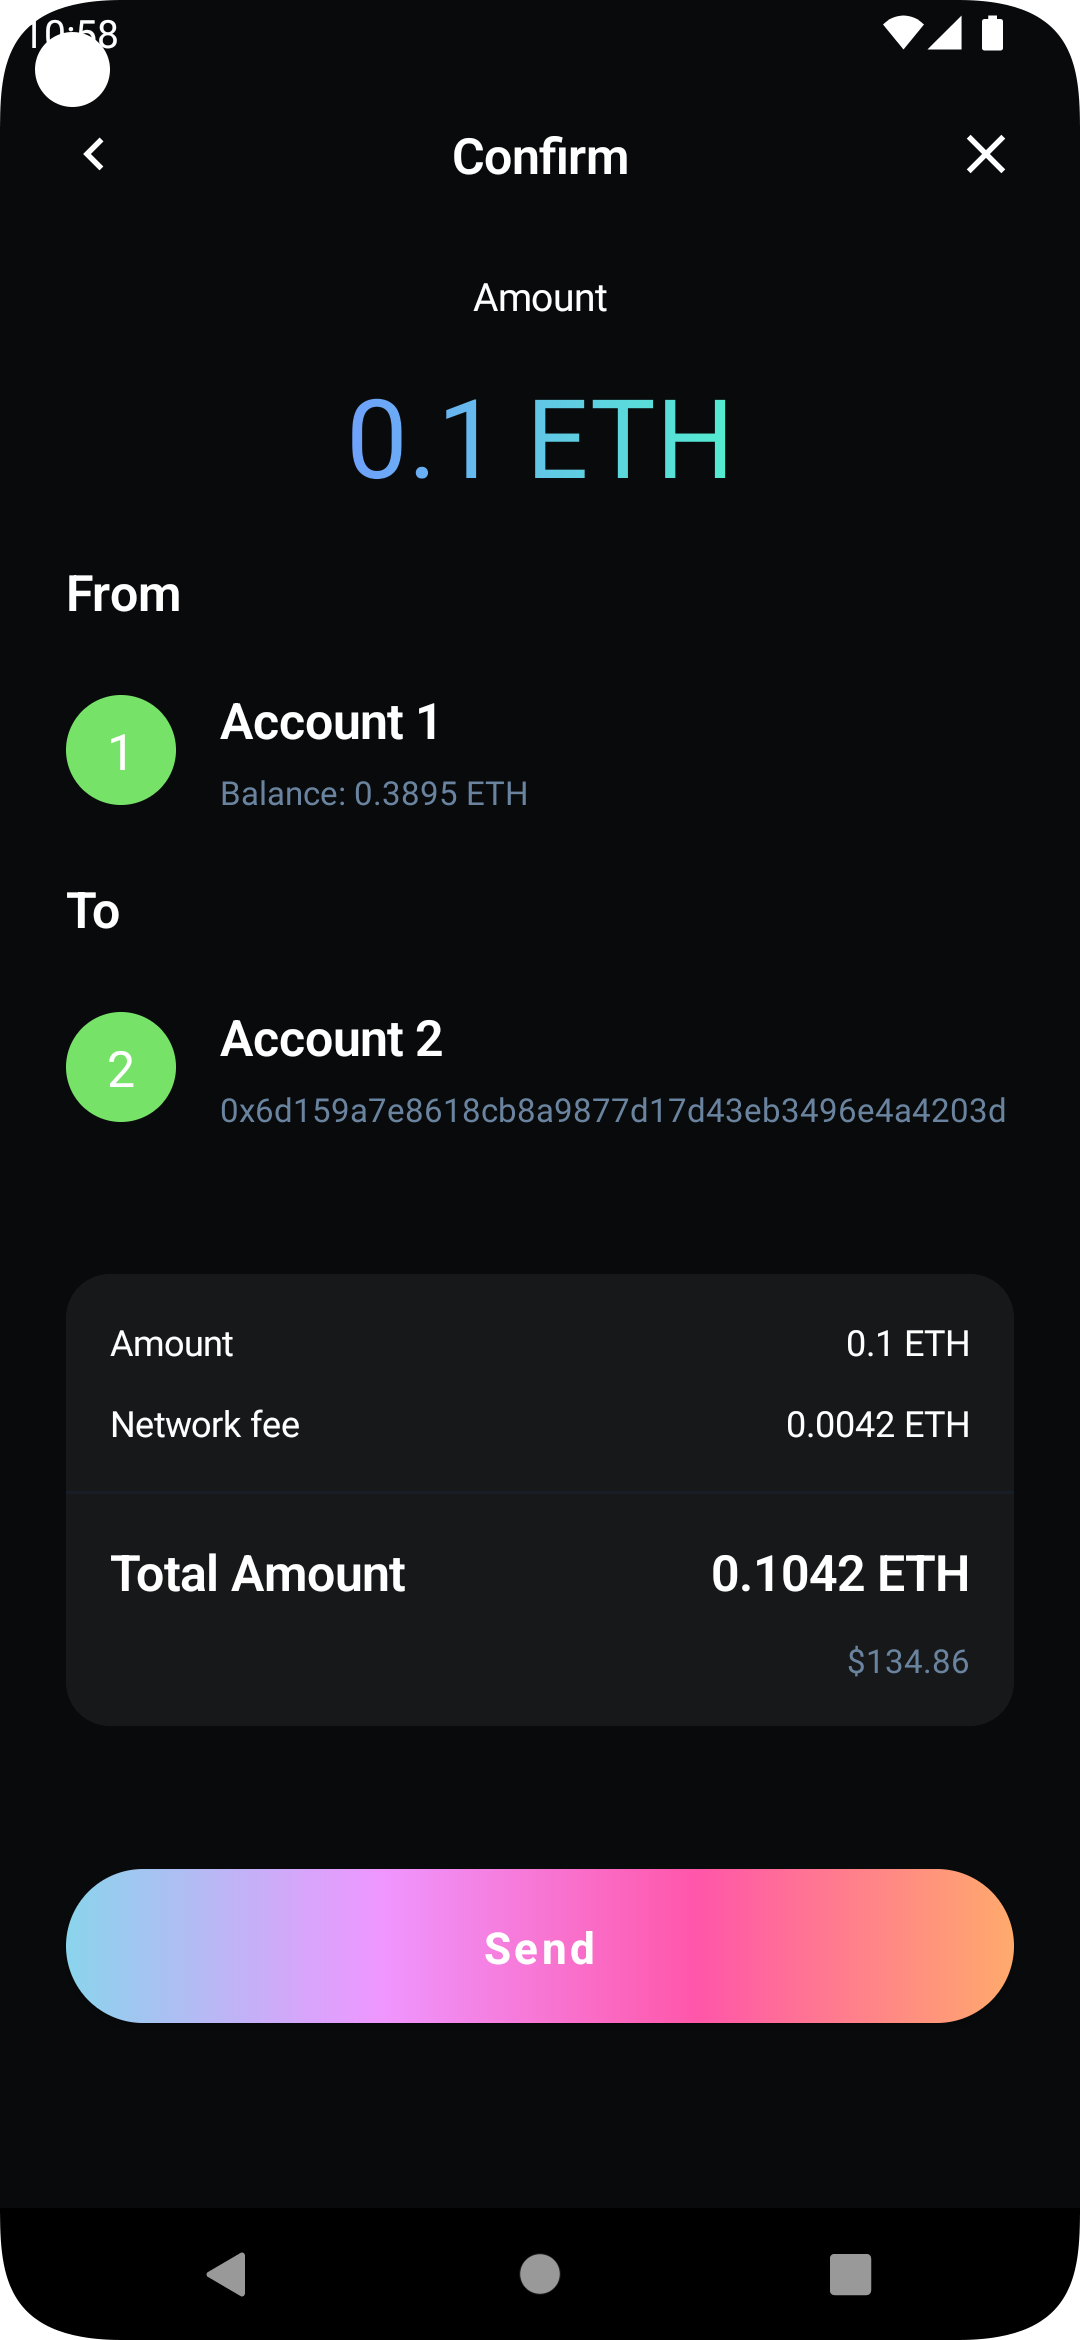 10:58
Confirm
Amount
0.1 ETH
From
1
Account 1
Balance: 0.3895 ETH
To
2
Account 2
0x6d159a7e8618cb8a9877d17d43eb3496e4a4203d
Amount 0.1 ETH
Network fee 0.0042 ETH
Total Amount 0.1042 ETH
$134.86
Send